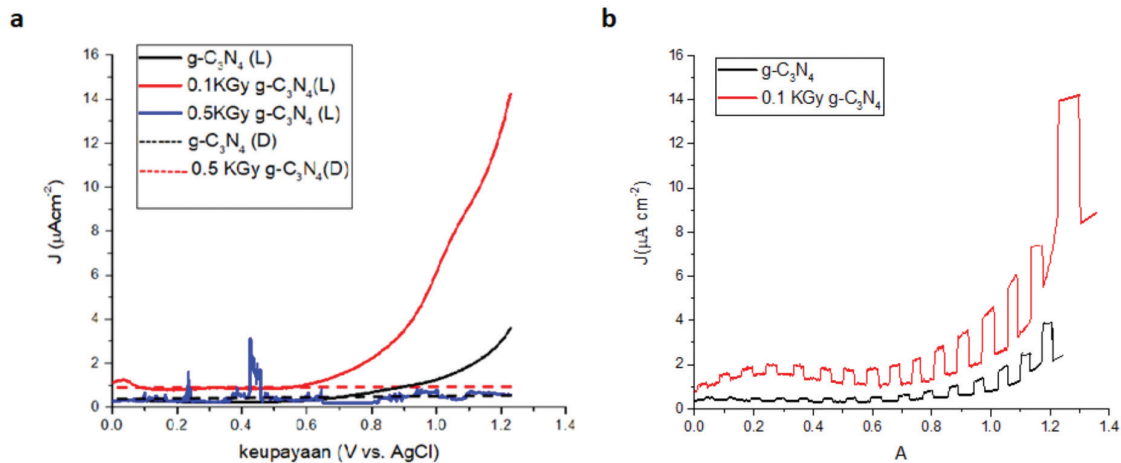 a
16
14
12
10
8
6
4
2
0
J (μAcm⁻²)
g-C₃N₄ (L)
0.1KGy g-C₃N₄(L)
0.5KGy g-C₃N₄ (L)
g-C₃N₄ (D)
0.5 KGy g-C₃N₄(D)
0.0 0.2 0.4 0.6 0.8 1.0 1.2 1.4
keupayaan (V vs. AgCl)
b
16
14
12
10
8
6
4
2
0
J(μA cm⁻²)
g-C₃N₄
0.1 KGy g-C₃N₄
0.0 0.2 0.4 0.6 0.8 1.0 1.2 1.4
A